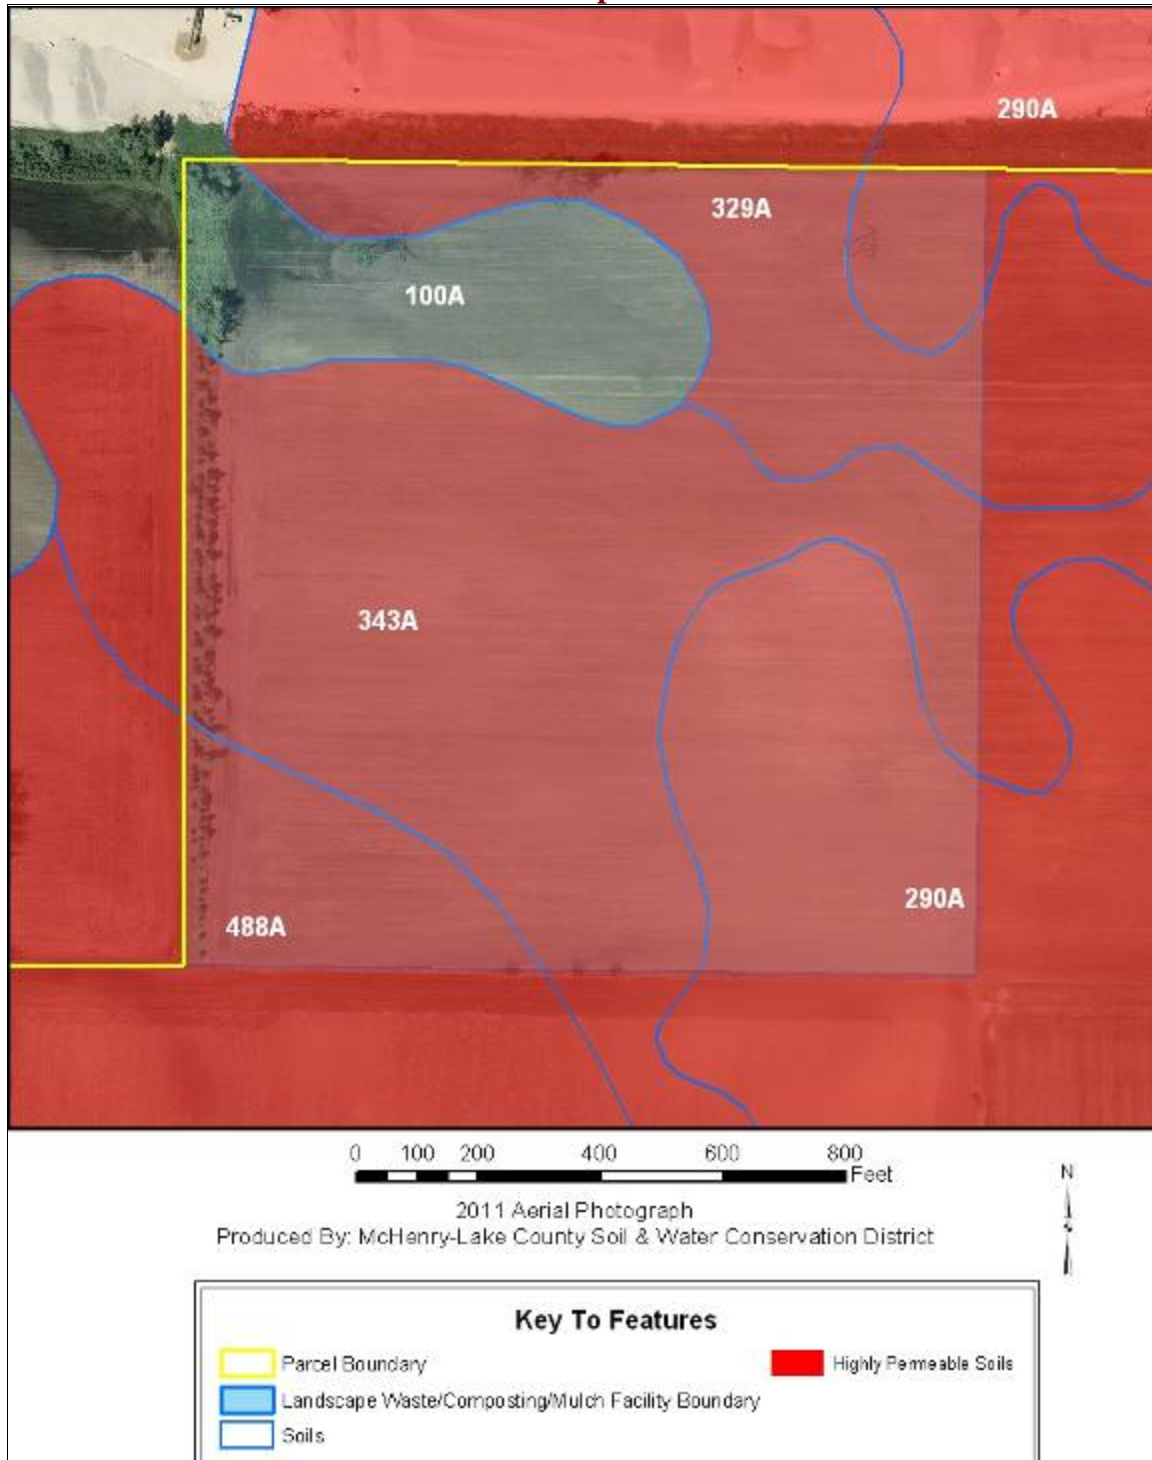 290A
329A
100A
343A
290A
488A
0 100 200 400 600 800
Feet
N
2011 Aerial Photograph
Produced By: McHenry-Lake County Soil & Water Conservation District
Key To Features
Parcel Boundary
Highly Permeable Soils
Landscape Waste/Composting/Mulch Facility Boundary
Soils